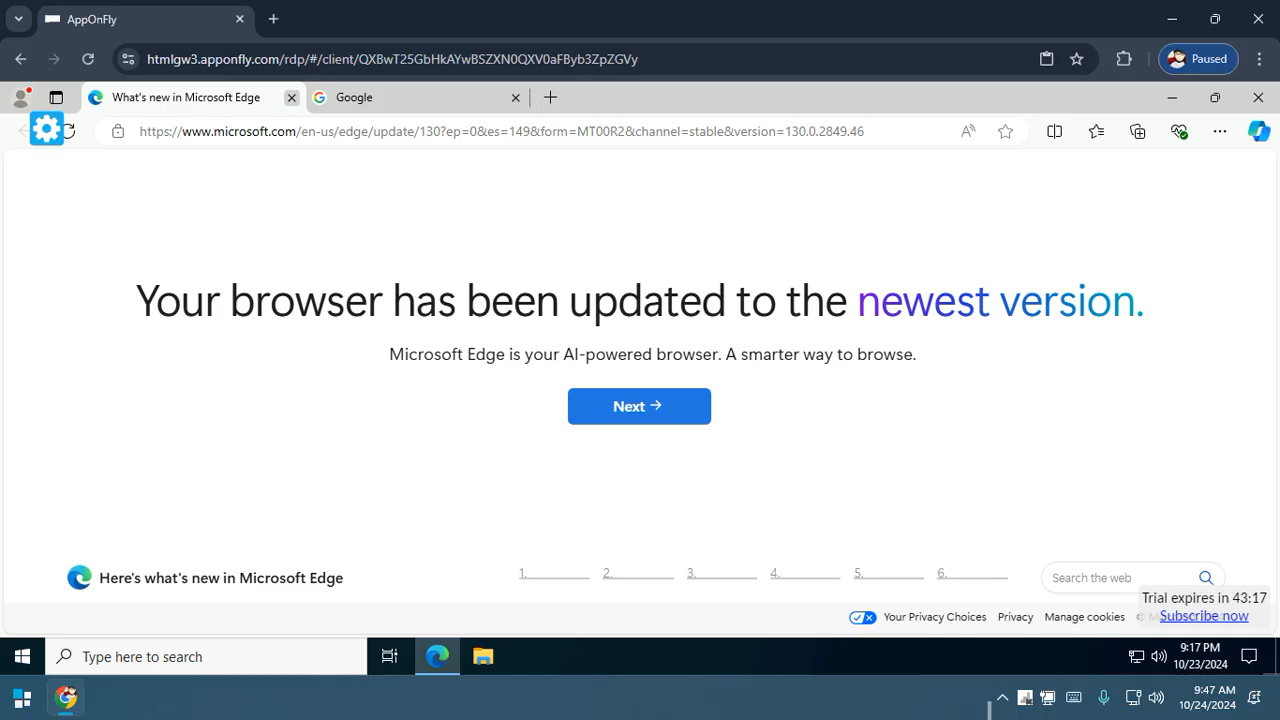 AppOnFly
htmlgw3.apponfly.com/rdp/#/client/QXBwT25GbHkAYwBSZXN0QXV0aFByb3ZpZGVy
Paused
What's new in Microsoft Edge
Google
https://www.microsoft.com/en-us/edge/update/130?ep=0&es=149&form=MT00R2&channel=stable&version=130.0.2849.46
Your browser has been updated to the newest version.
Microsoft Edge is your AI-powered browser. A smarter way to browse.
Next →
Here's what's new in Microsoft Edge
1.
2.
3.
4.
5.
6.
Search the web
Trial expires in 43:17
Subscribe now
Your Privacy Choices
Privacy
Manage cookies
Type here to search
9:17 PM
10/23/2024
9:47 AM
10/24/2024